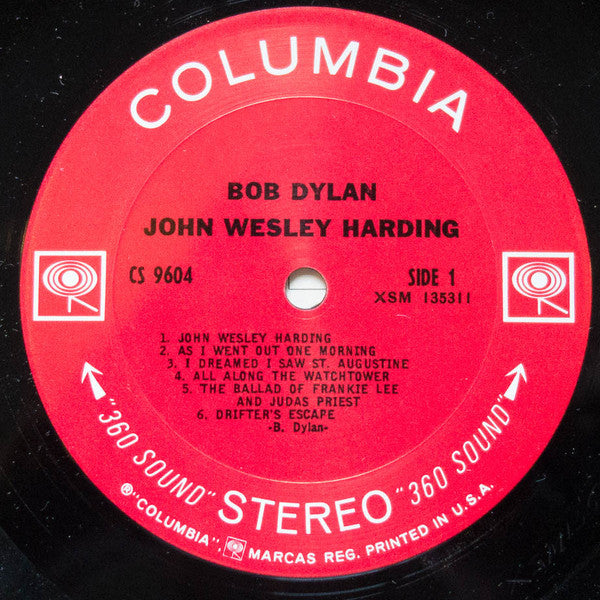 COLUMBIA
BOB DYLAN
JOHN WESLEY HARDING
CS 9604
SIDE 1
XSM 135311
1. JOHN WESLEY HARDING
2. AS I WENT OUT ONE MORNING
3. I DREAMED I SAW ST. AUGUSTINE
4. ALL ALONG THE WATCHTOWER
5. THE BALLAD OF FRANKIE LEE
AND JUDAS PRIEST
6. DRIFTER'S ESCAPE
-B. Dylan-
"360 SOUND" STEREO "360 SOUND"
®"COLUMBIA", MARCAS REG. PRINTED IN U.S.A.